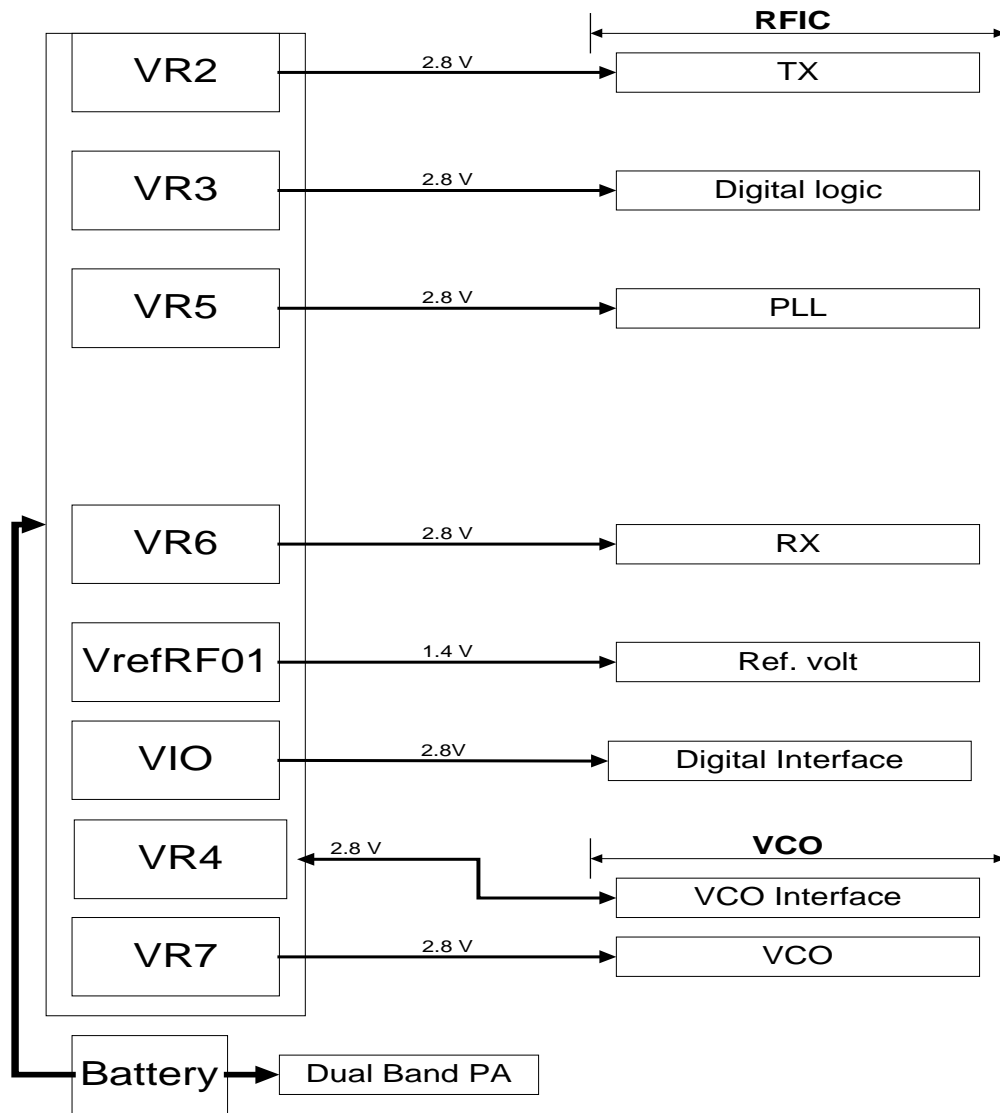 RFIC
VR2
2.8 V
TX
VR3
2.8 V
Digital logic
VR5
2.8 V
PLL
VR6
2.8 V
RX
VrefRF01
1.4 V
Ref. volt
VIO
2.8V
Digital Interface
VR4
2.8 V
VCO
VCO Interface
VR7
2.8 V
VCO
Battery
Dual Band PA